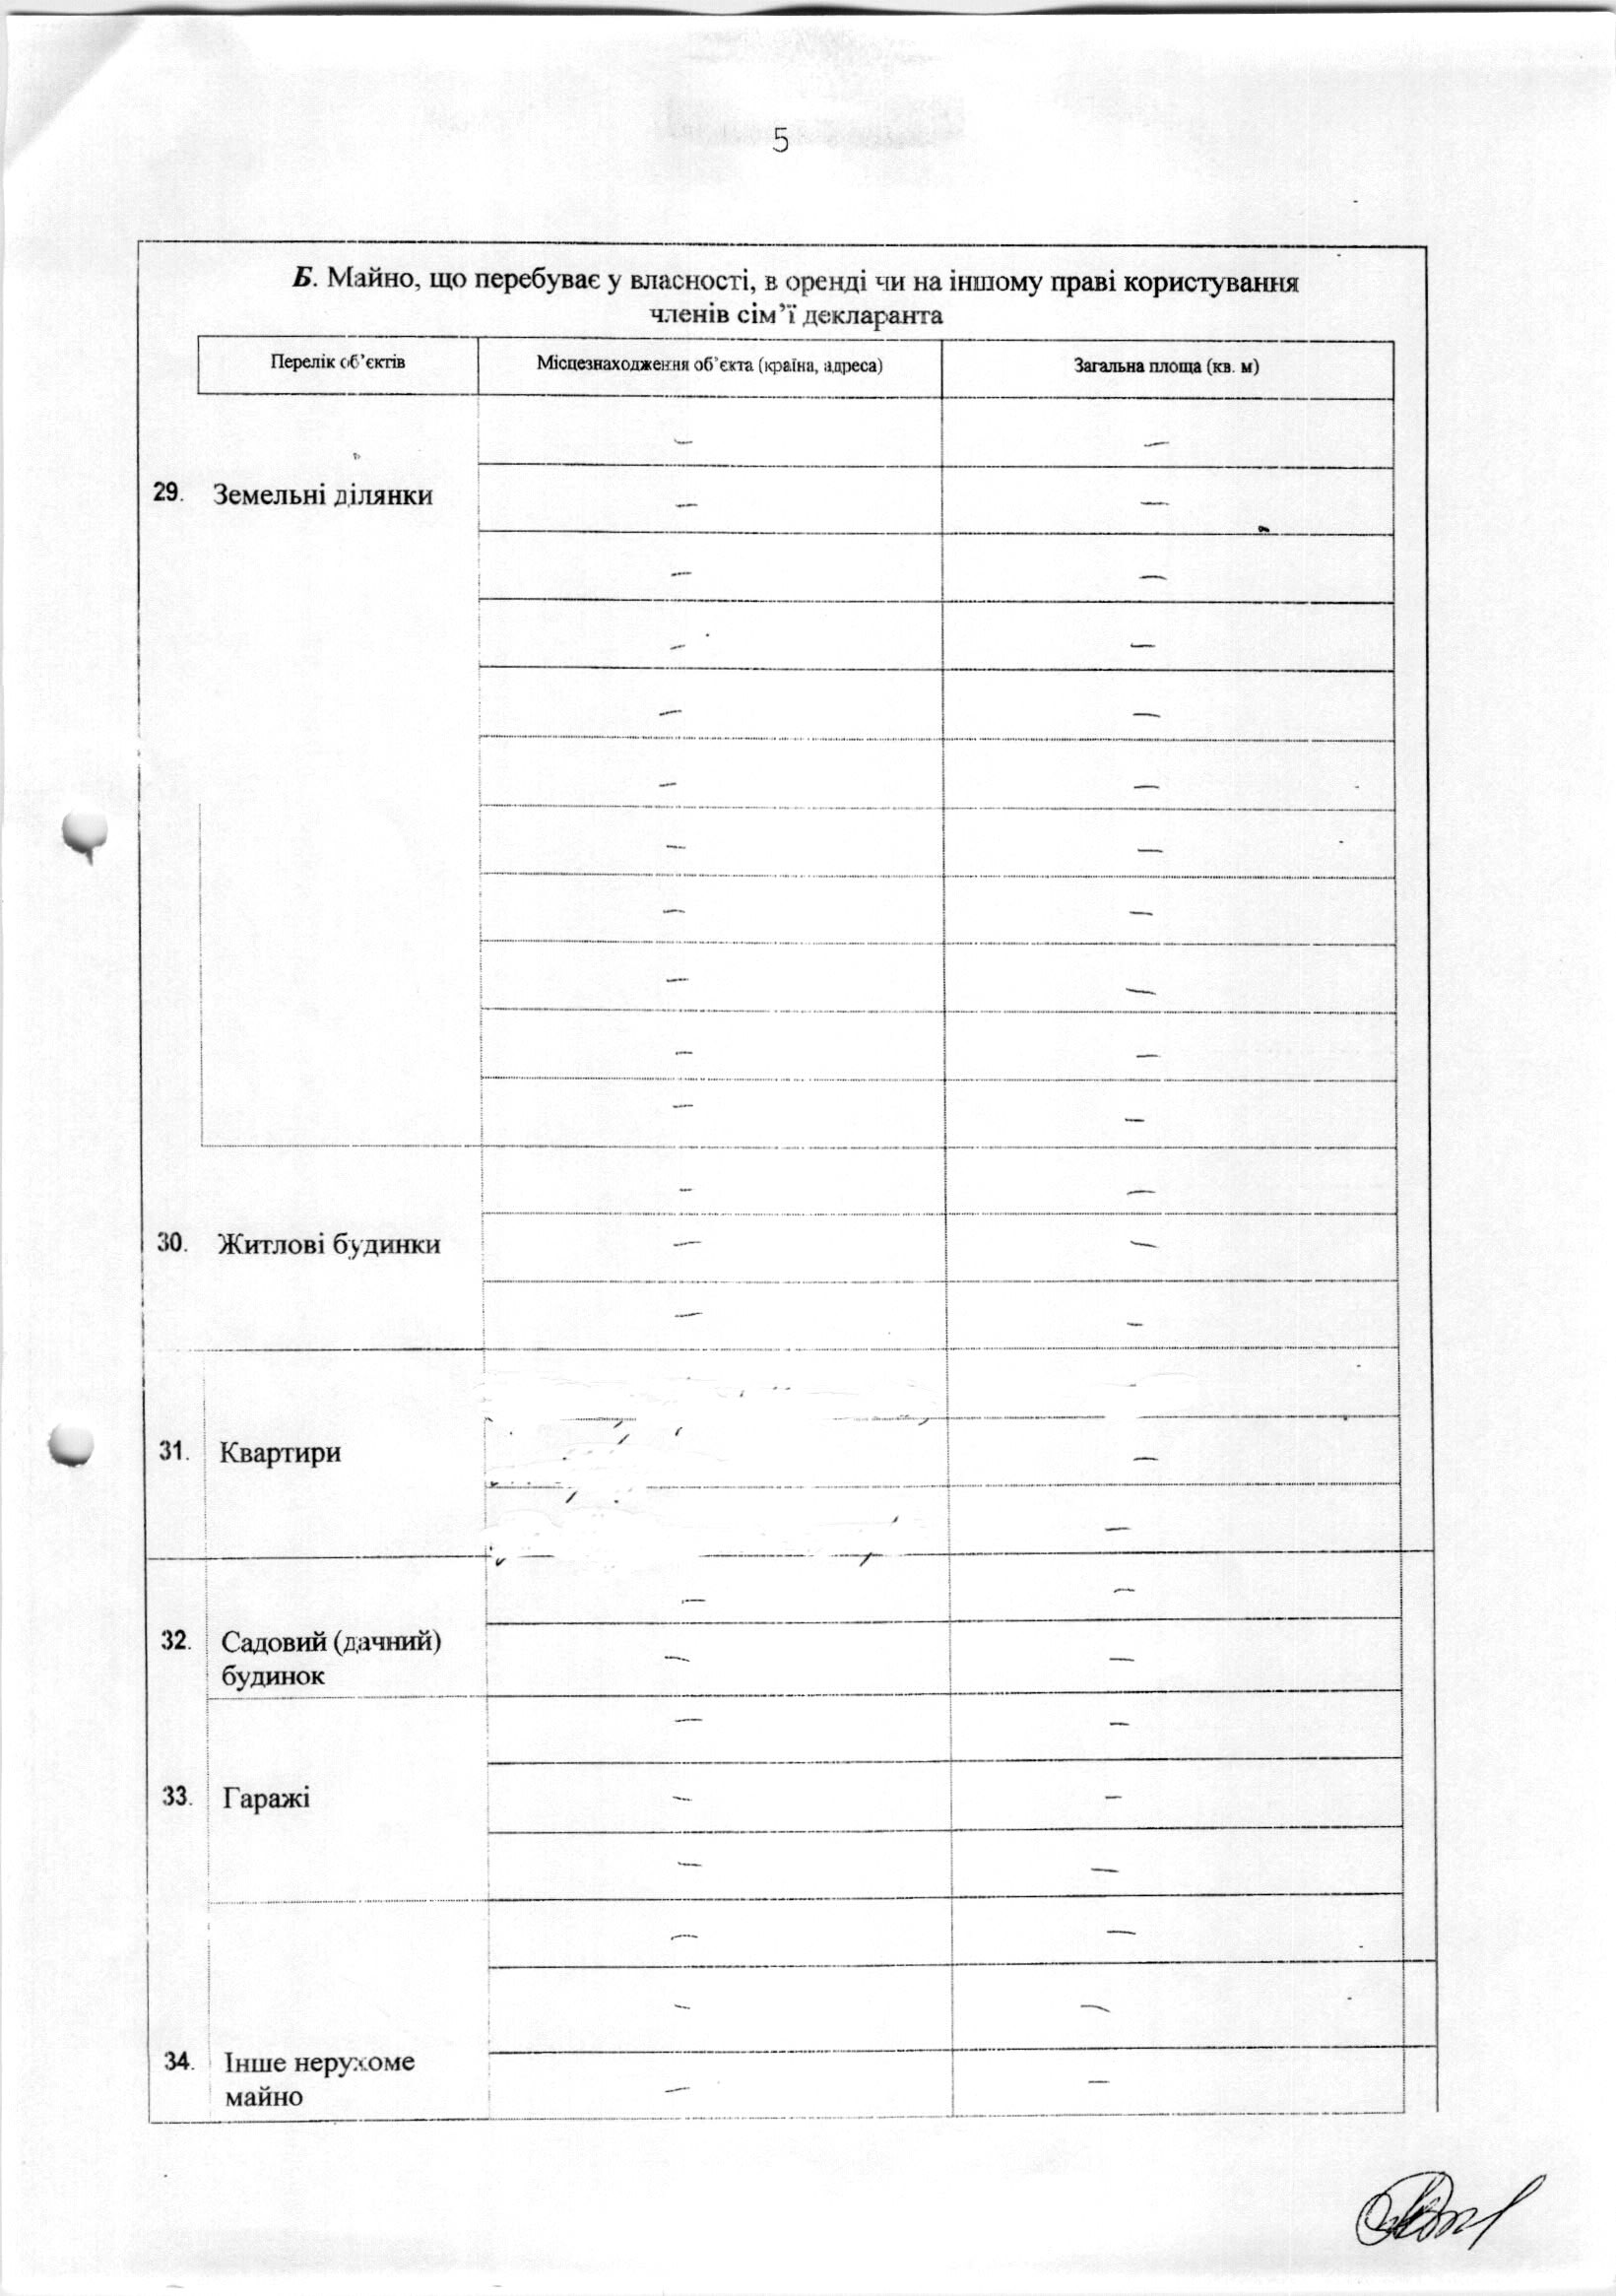 5
Б. Майно, що перебуває у власності, в оренді чи на іншому праві користування
членів сім’ї декларанта
Перелік об’єктів Місцезнаходження об’єкта (країна, адреса) Загальна площа (кв. м)
— —
29. Земельні ділянки — —
— —
— —
— —
— —
— —
— —
— —
— —
— —
— —
30. Житлові будинки — —
— —
—
31. Квартири —
—
— —
32. Садовий (дачний) — —
будинок
— —
33. Гаражі — —
— —
— —
— —
34. Інше нерухоме — —
майно